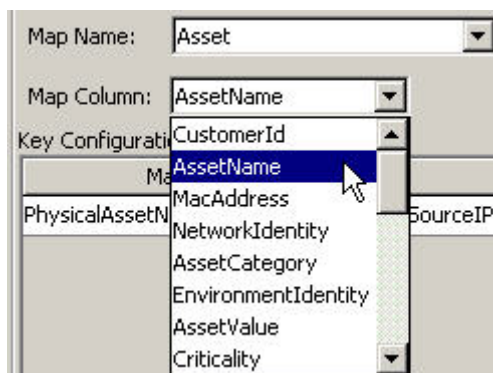 Map Name: Asset
Map Column: AssetName
Key Configurati
CustomerId
AssetName
MacAddress
NetworkIdentity
AssetCategory
EnvironmentIdentity
AssetValue
Criticality
Ma
PhysicalAssetN
SourceIP